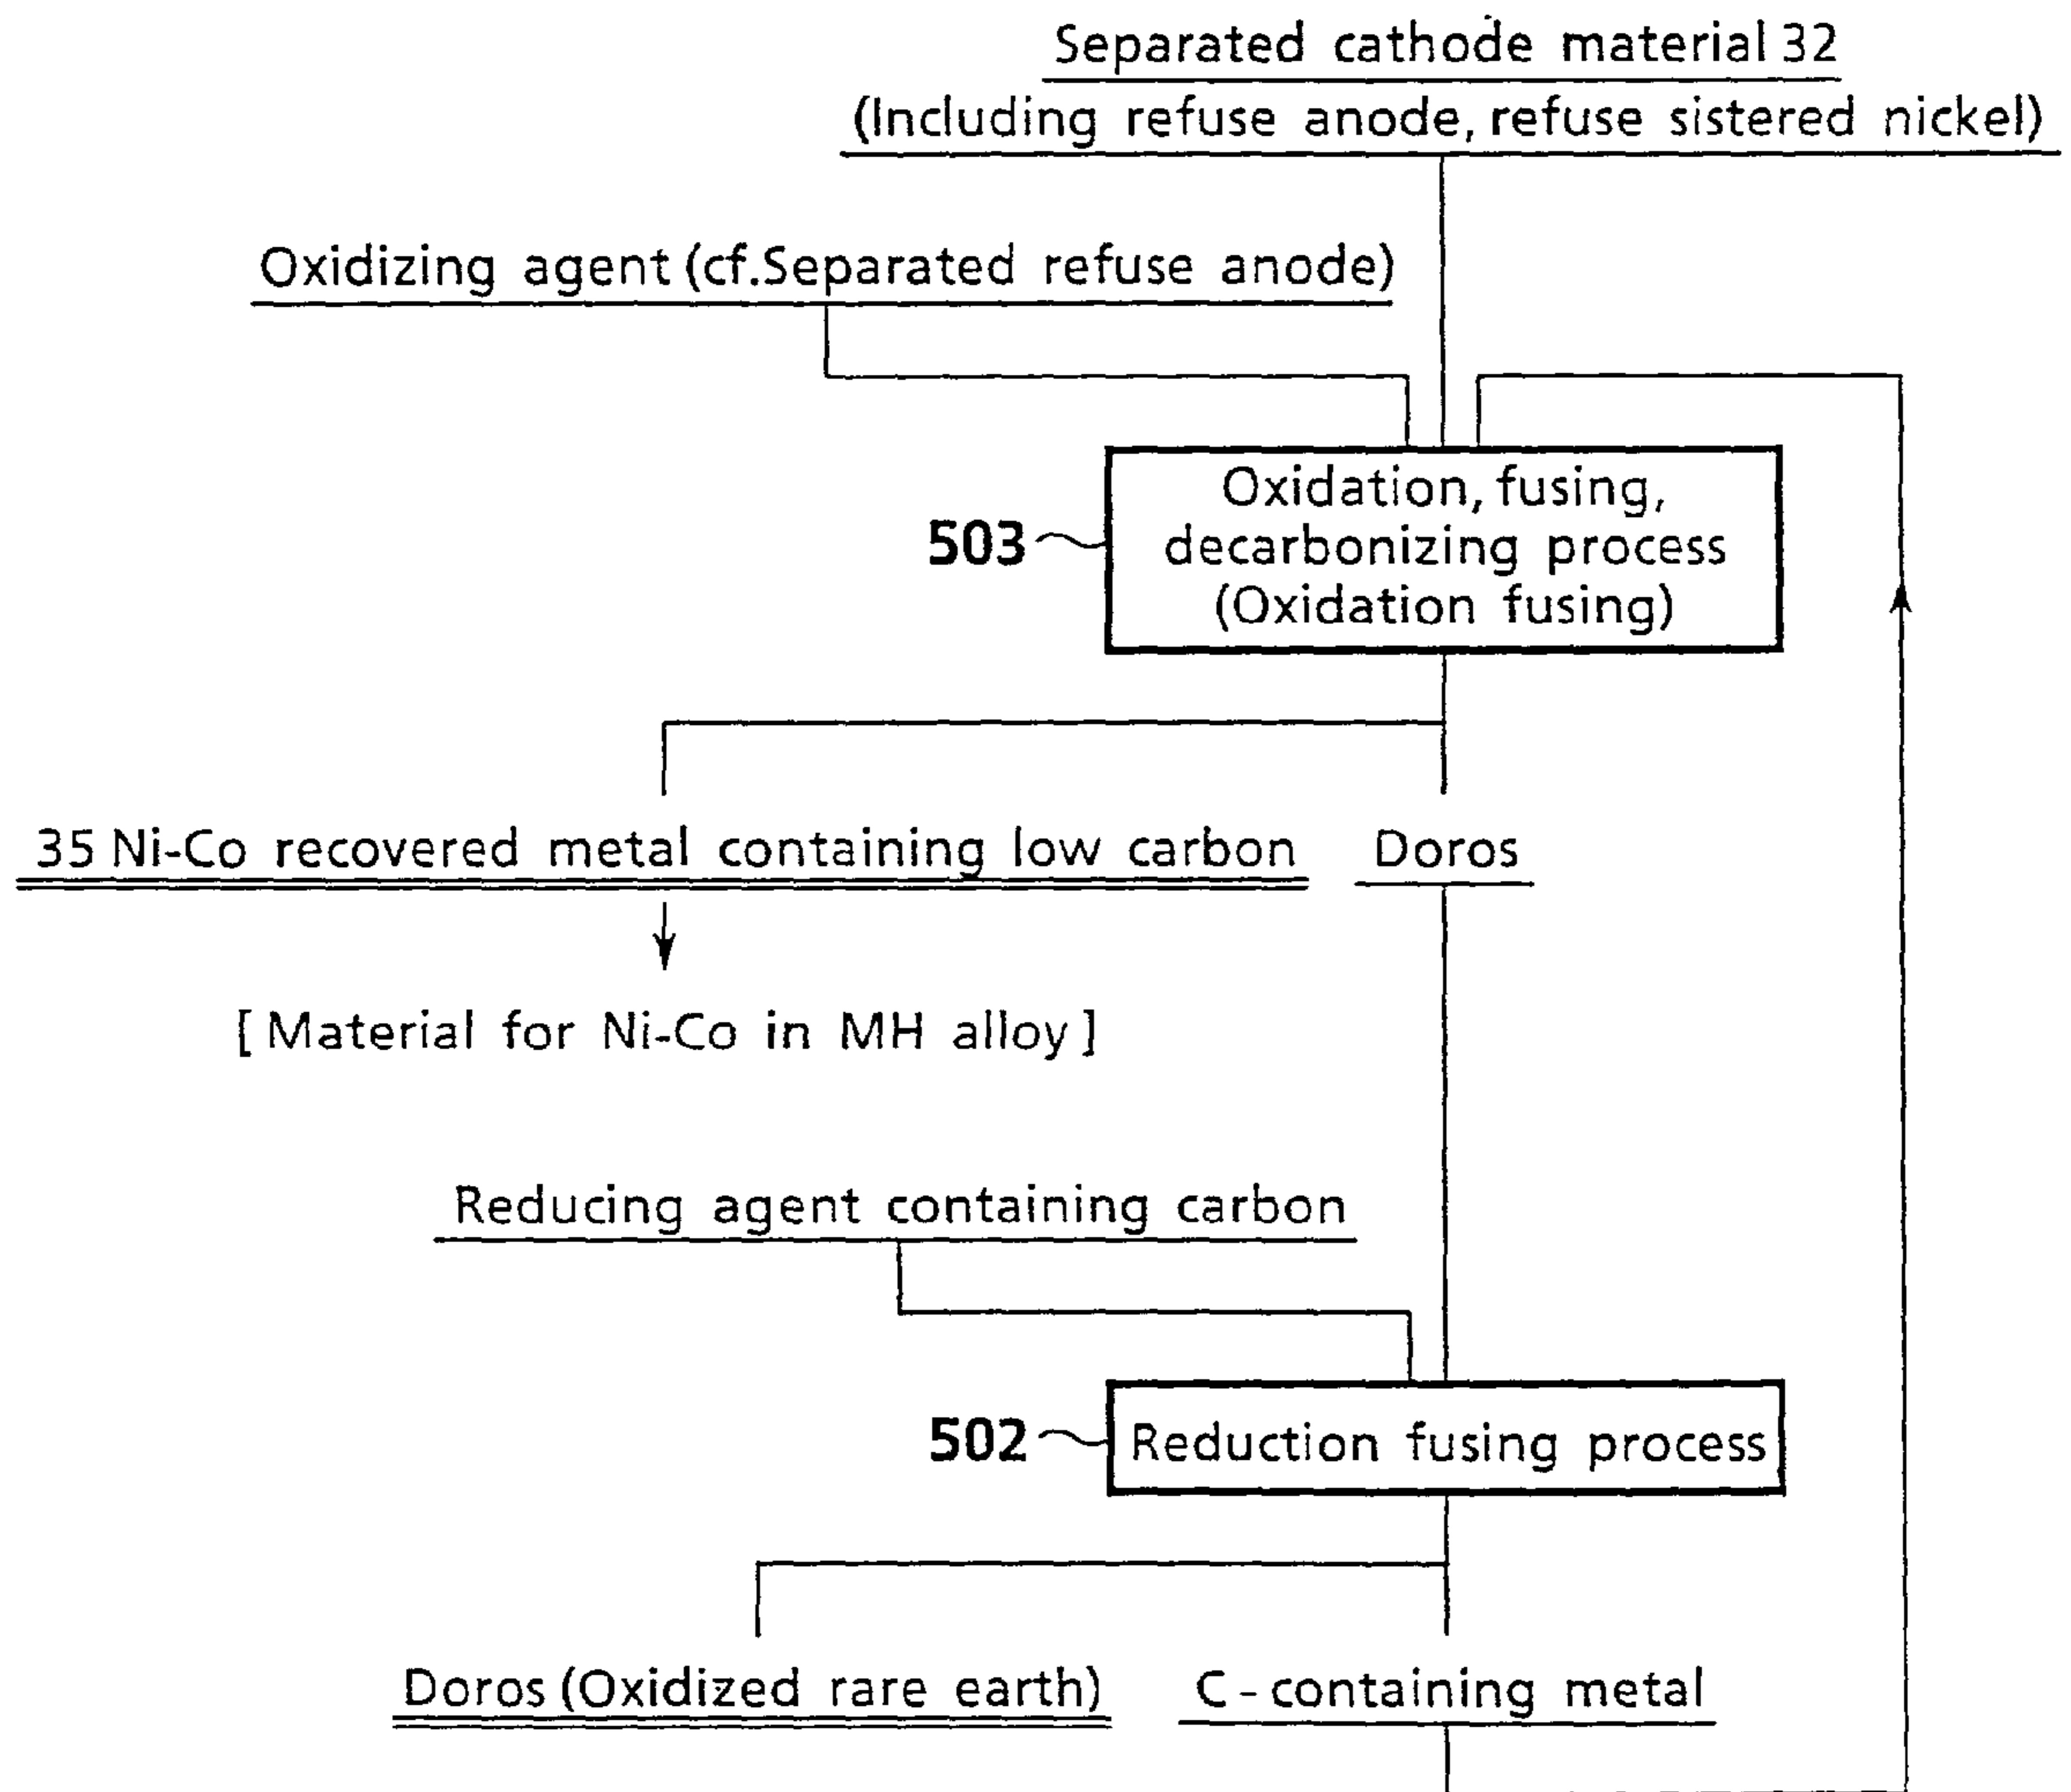 Separated cathode material 32
(Including refuse anode, refuse sistered nickel)
Oxidizing agent (cf.Separated refuse anode)
503
Oxidation, fusing,
decarbonizing process
(Oxidation fusing)
35 Ni-Co recovered metal containing low carbon
Doros
[ Material for Ni-Co in MH alloy ]
Reducing agent containing carbon
502
Reduction fusing process
Doros (Oxidized rare earth)
C - containing metal